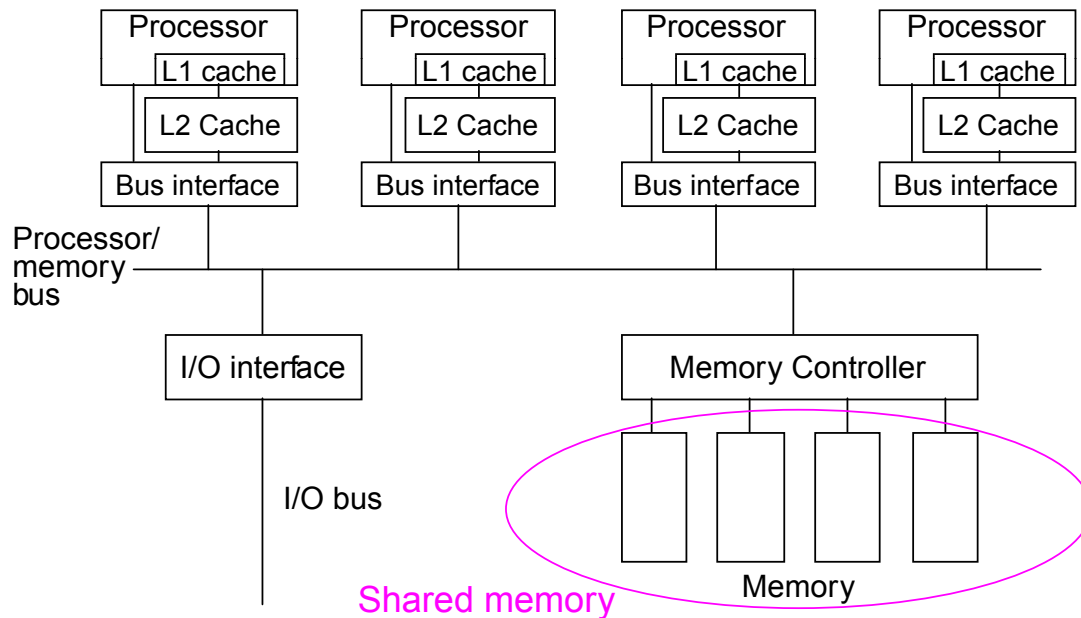 Processor
Processor
Processor
Processor
L1 cache
L1 cache
L1 cache
L1 cache
L2 Cache
L2 Cache
L2 Cache
L2 Cache
Bus interface
Bus interface
Bus interface
Bus interface
Processor/
memory
bus
I/O interface
Memory Controller
I/O bus
Memory
Shared memory